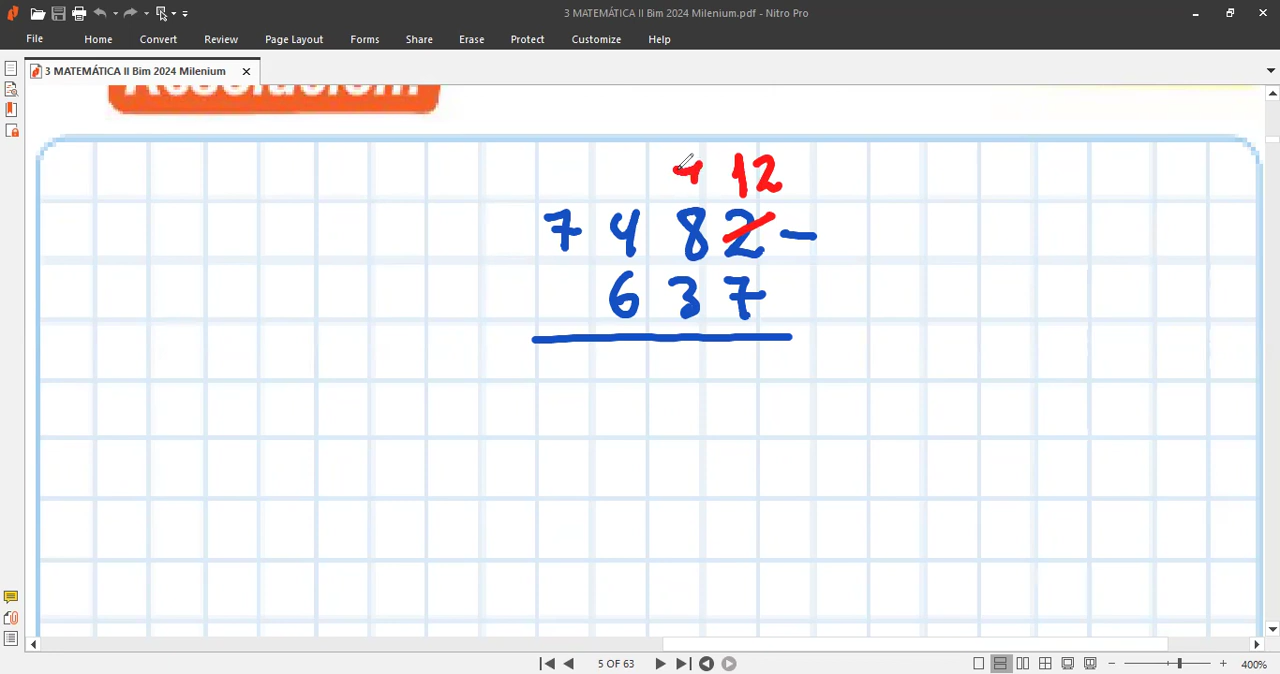 3 MATEMÁTICA II Bim 2024 Milenium.pdf - Nitro Pro
File Home Convert Review Page Layout Forms Share Erase Protect Customize Help
3 MATEMÁTICA II Bim 2024 Milenium
12
7 4 8 2 -
6 3 7
5 OF 63
400%